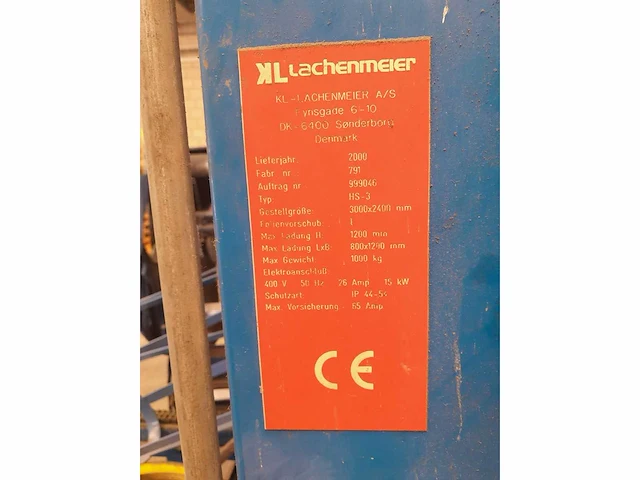 KL Lachenmeier
KL-LACHENMEIER A/S
Fynsgade 6-10
DK-6400 Sønderborg
Denmark
Lieferjahr: 2000
Fabr. nr. 791
Auftrag nr. 999046
Typ: HS-3
Gestellgröße: 3000x2400 mm
Folienvorschub: 1
Max. Ladung H: 1200 mm
Max. Ladung LxB: 800x1200 mm
Max. Gewicht: 1000 kg
Elektroanschluß:
400 V 50 Hz 26 Amp 15 kW
Schutzart: IP 44-54
Max. Vorsicherung: 65 Amp
CE